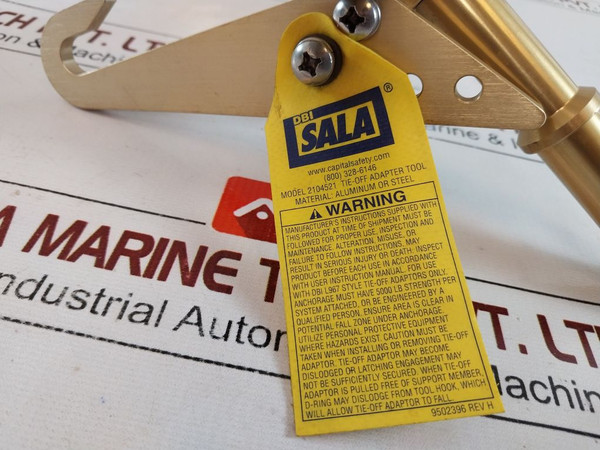 DBI
SALA®
www.capitalsafety.com
(800) 328-6146
MODEL 2104521 TIE-OFF ADAPTER TOOL
MATERIAL: ALUMINUM OR STEEL
WARNING
MANUFACTURER'S INSTRUCTIONS SUPPLIED WITH
THIS PRODUCT AT TIME OF SHIPMENT MUST BE
FOLLOWED FOR PROPER USE, INSPECTION AND
MAINTENANCE. ALTERATION, MISUSE, OR
FAILURE TO FOLLOW INSTRUCTIONS, MAY
RESULT IN SERIOUS INJURY OR DEATH. INSPECT
PRODUCT BEFORE EACH USE IN ACCORDANCE
WITH USER INSTRUCTION MANUAL. FOR USE
WITH DBI L967 STYLE TIE-OFF ADAPTERS ONLY.
ANCHORAGE MUST HAVE 5000 LB STRENGTH PER
SYSTEM ATTACHED, OR BE ENGINEERED BY A
QUALIFIED PERSON. ENSURE AREA IS CLEAR IN
POTENTIAL FALL ZONE UNDER ANCHORAGE.
UTILIZE PERSONAL PROTECTIVE EQUIPMENT
WHERE HAZARDS EXIST. CAUTION MUST BE
TAKEN WHEN INSTALLING OR REMOVING TIE-OFF
ADAPTOR. TIE-OFF ADAPTOR MAY BECOME
DISLODGED OR LATCHING ENGAGEMENT MAY
NOT BE SUFFICIENTLY SECURED. WHEN TIE-OFF
ADAPTOR IS PULLED FREE OF SUPPORT MEMBER,
D-RING MAY DISLODGE FROM TOOL HOOK, WHICH
WILL ALLOW TIE-OFF ADAPTOR TO FALL.
9502396 REV H
A MARINE T
VT. LT
ndustrial Auto
achin